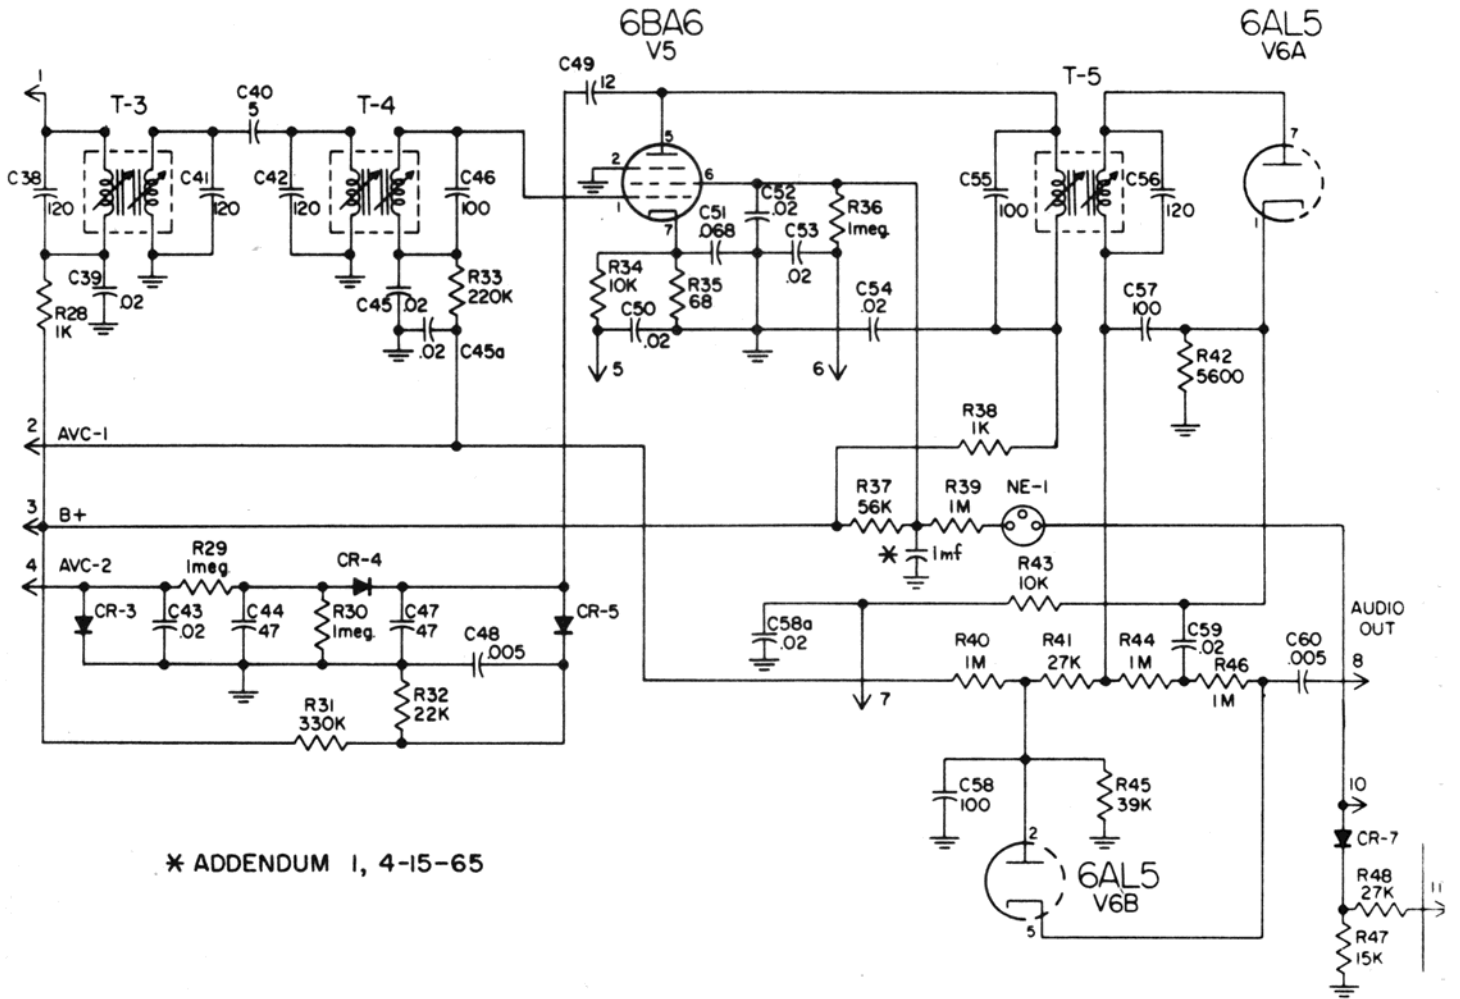 6BA6
V5
6AL5
V6A
1
T-3
C40
5
T-4
C49
12
T-5
5
7
2
6
C38
120
C41
120
C42
120
C46
100
1
C52
.02
R36
1meg.
C55
100
C56
120
7
C51
.068
C53
.02
1
C39
.02
R28
1K
C45
.02
R33
220K
.02
C45a
R34
10K
R35
68
C50
.02
C54
.02
C57
100
R42
5600
5
6
2
AVC-1
R38
1K
3
B+
R37
56K
R39
1M
NE-1
* 1mf
4
AVC-2
R29
1meg.
CR-4
R43
10K
CR-3
C43
.02
C44
47
R30
1meg.
C47
47
C48
.005
CR-5
C58a
.02
7
R40
1M
R41
27K
R44
1M
C59
.02
R46
1M
C60
.005
AUDIO
OUT
8
R31
330K
R32
22K
C58
100
R45
39K
10
CR-7
2
6AL5
V6B
5
R48
27K
11
R47
15K
* ADDENDUM 1, 4-15-65